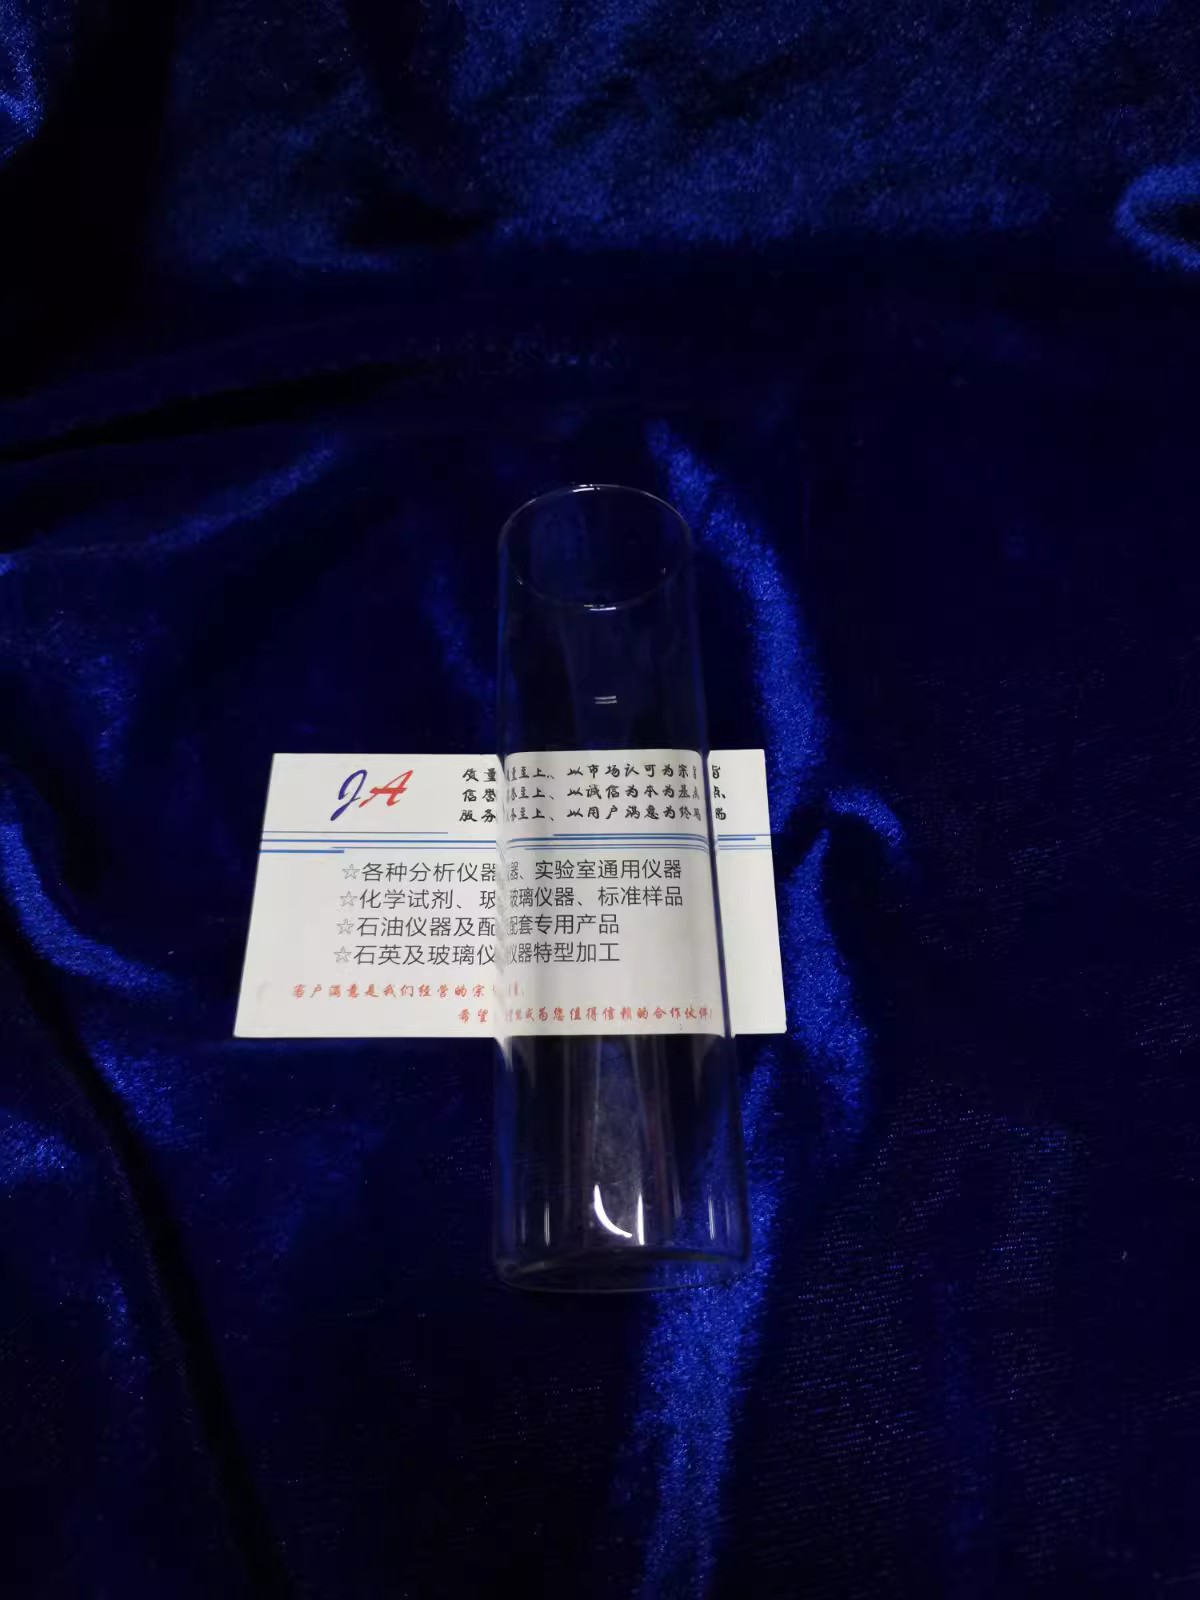 JA
质量至上、以市场认可为宗旨
信誉至上、以诚信为本为基点
服务至上、以用户满意为终端
☆各种分析仪器、实验室通用仪器
☆化学试剂、玻璃仪器、标准样品
☆石油仪器及配套专用产品
☆石英及玻璃仪器特型加工
客户满意是我们经营的宗旨,
希望能成为您值得信赖的合作伙伴!